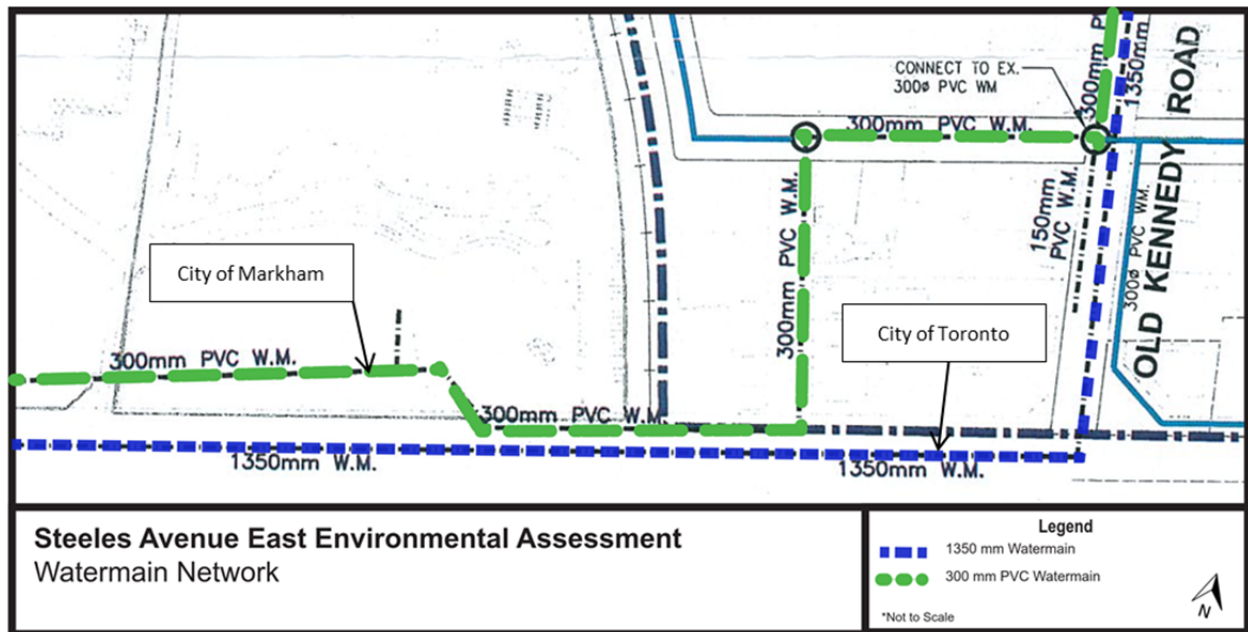 CONNECT TO EX.
300ø PVC WM
300mm P
1350mm
OLD KENNEDY ROAD
300mm PVC W.M.
150mm
PVC W.M.
300ø PVC WM.
300mm PVC W.M.
City of Markham
City of Toronto
300mm PVC W.M.
300mm PVC W.M.
1350mm W.M.
1350mm W.M.
Steeles Avenue East Environmental Assessment
Watermain Network
Legend
1350 mm Watermain
300 mm PVC Watermain
*Not to Scale
N